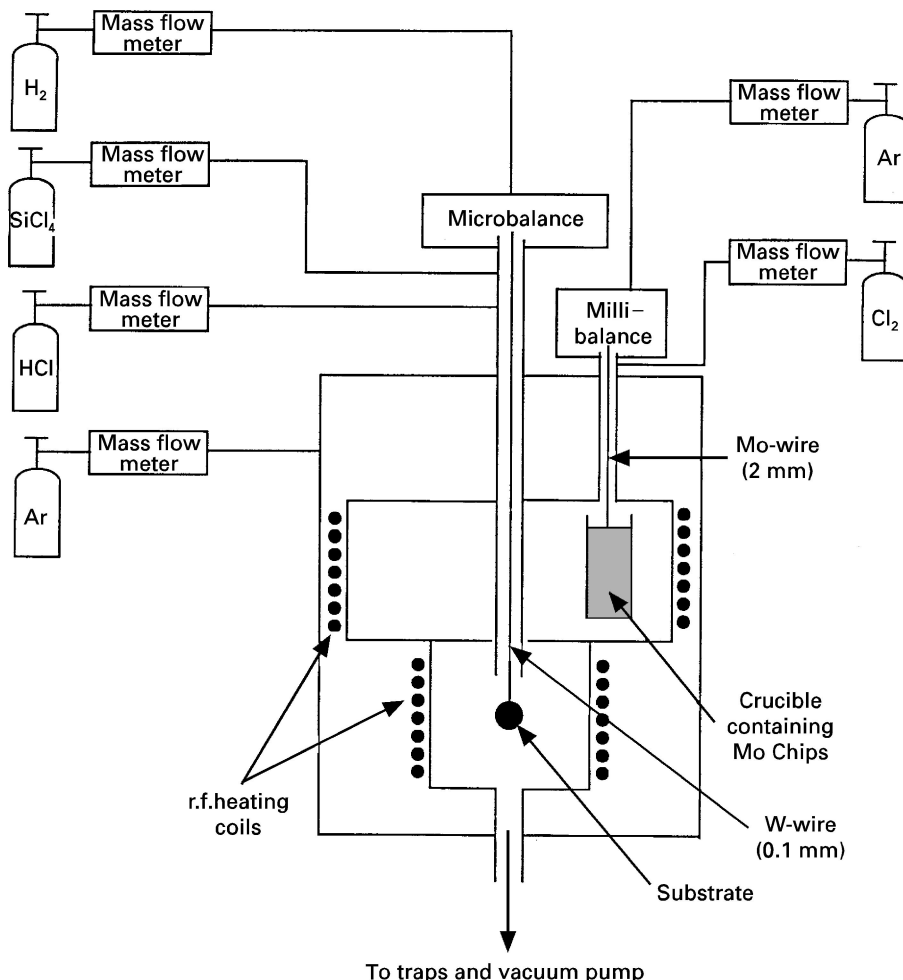 Mass flow
meter
H2
Mass flow
meter
SiCl4
Mass flow
meter
HCl
Mass flow
meter
Ar
Mass flow
meter
Ar
Mass flow
meter
Cl2
Microbalance
Milli–
balance
Mo-wire
(2 mm)
Crucible
containing
Mo Chips
r.f.heating
coils
W-wire
(0.1 mm)
Substrate
To traps and vacuum pump